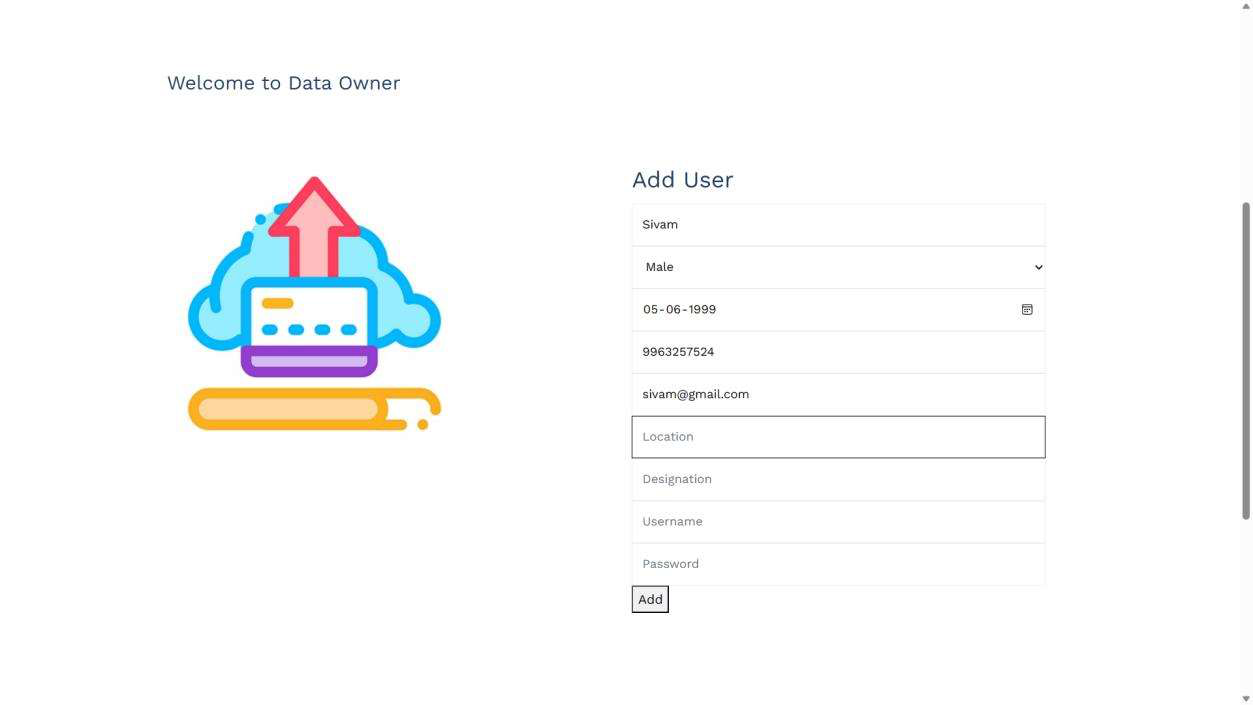 Welcome to Data Owner
Add User
Sivam
Male
05-06-1999
9963257524
sivam@gmail.com
Location
Designation
Username
Password
Add